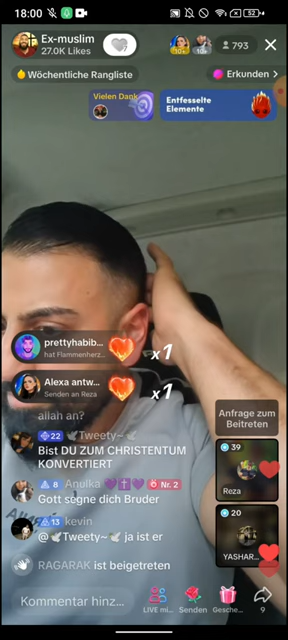 18:00
52
Ex-muslim
27.0K Likes
10+
10+
793
Wöchentliche Rangliste
Erkunden >
Vielen Dank
Entfesselte
Elemente
prettyhabib...
hat Flammenherz...
x1
Alexa antw...
Senden an Reza
x1
allah an?
22 🕊Tweety~🕊
Bist DU ZUM CHRISTENTUM
KONVERTIERT
8 Anulka 💜✝️💜 Nr. 2
Gott segne dich Bruder
13 kevin
@🕊Tweety~🕊 ja ist er
RAGARAK ist beigetreten
Anfrage zum
Beitreten
39
Reza
20
YASHAR...
Kommentar hinz...
LIVE mi...
Senden
Gesche...
9